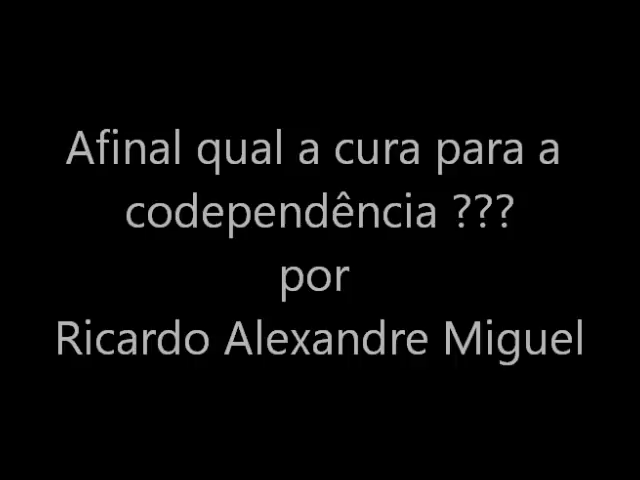 Afinal qual a cura para a
codependência ???
por
Ricardo Alexandre Miguel